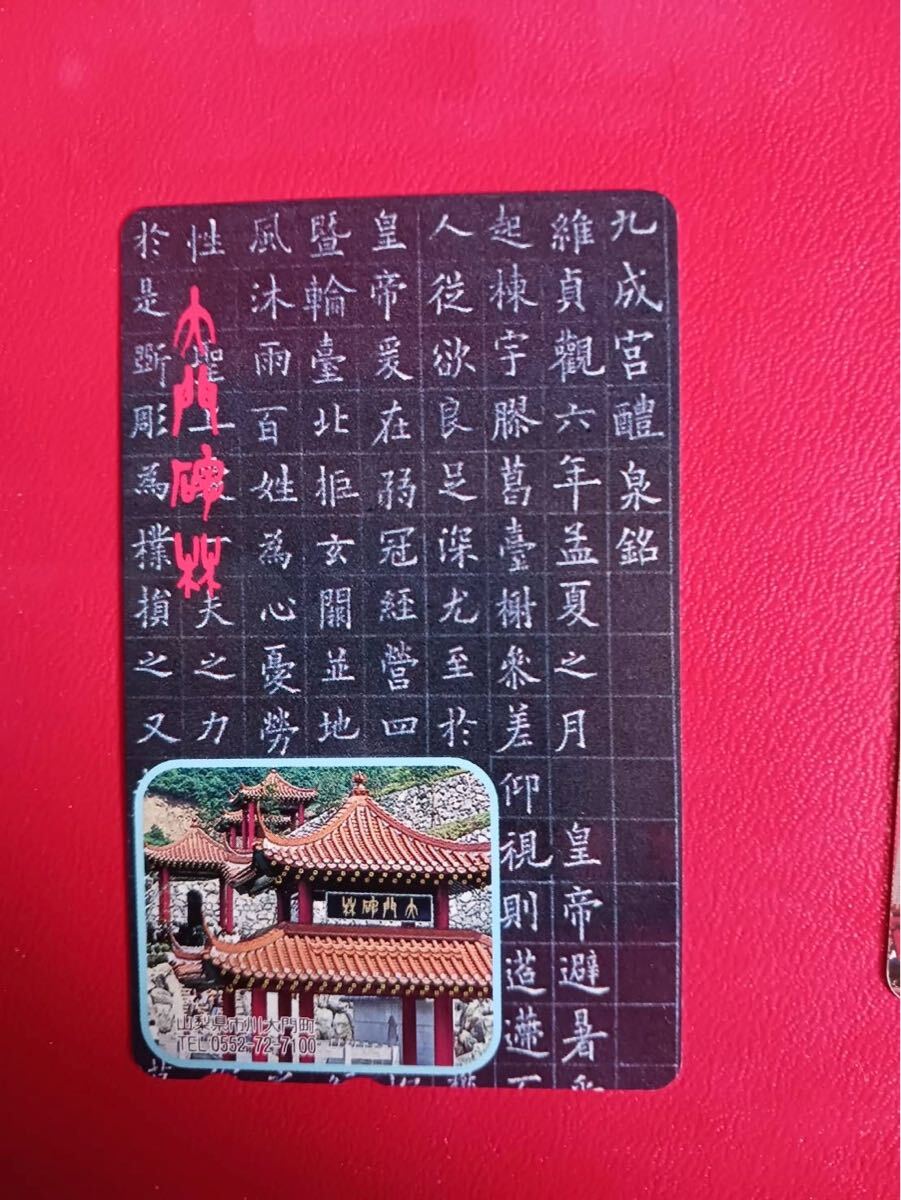 九成宮醴泉銘
維貞觀六年孟夏之月 皇帝避暑
起棟宇膠葛臺榭叅差仰視則迢遰
人從欲良足深尤至於
皇帝爰在弱冠經營四
暨輪臺北拒玄關並地
風沐雨百姓為心憂勞
性 聖上 夫之力
大門碑林
於是斲彫為樸損之又
大門碑林
山梨県市川大門町
TEL.0552-72-7100